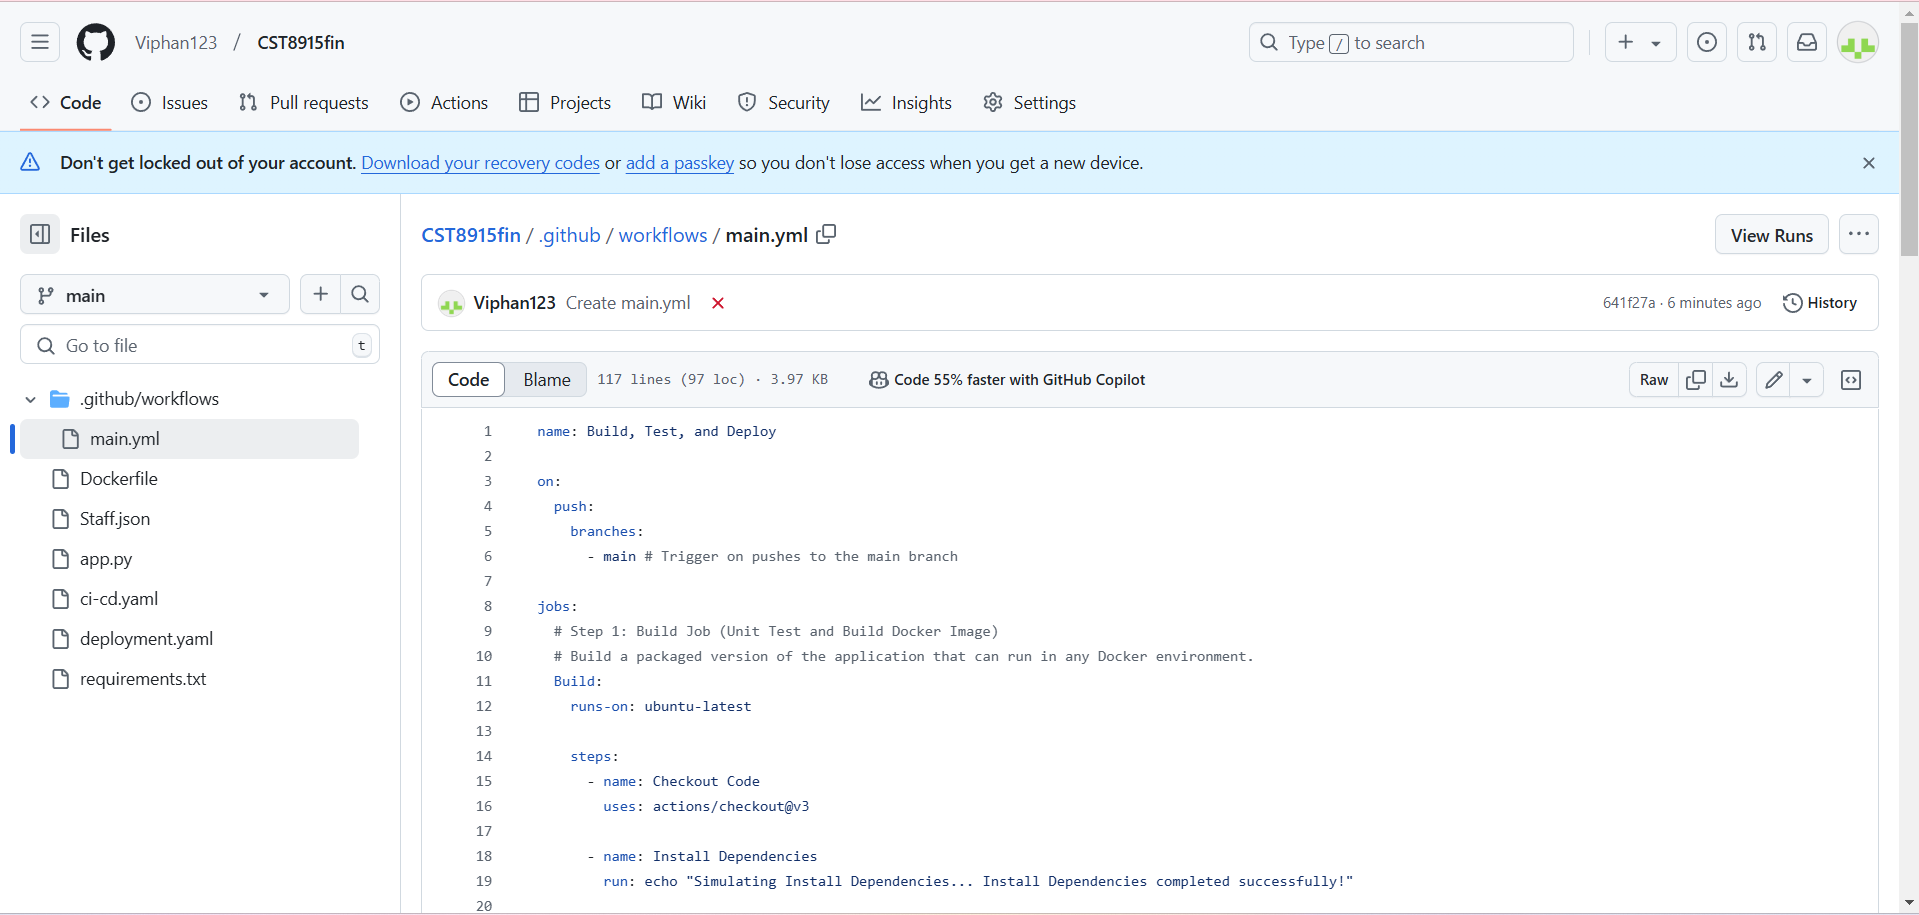 Viphan123 / CST8915fin
Type / to search
Code Issues Pull requests Actions Projects Wiki Security Insights Settings
Don't get locked out of your account. Download your recovery codes or add a passkey so you don't lose access when you get a new device.
Files
main
Go to file t
.github/workflows
main.yml
Dockerfile
Staff.json
app.py
ci-cd.yaml
deployment.yaml
requirements.txt
CST8915fin / .github / workflows / main.yml
View Runs
Viphan123 Create main.yml
641f27a · 6 minutes ago History
Code Blame 117 lines (97 loc) · 3.97 KB Code 55% faster with GitHub Copilot Raw
1 name: Build, Test, and Deploy
2
3 on:
4 push:
5 branches:
6 - main # Trigger on pushes to the main branch
7
8 jobs:
9 # Step 1: Build Job (Unit Test and Build Docker Image)
10 # Build a packaged version of the application that can run in any Docker environment.
11 Build:
12 runs-on: ubuntu-latest
13
14 steps:
15 - name: Checkout Code
16 uses: actions/checkout@v3
17
18 - name: Install Dependencies
19 run: echo "Simulating Install Dependencies... Install Dependencies completed successfully!"
20